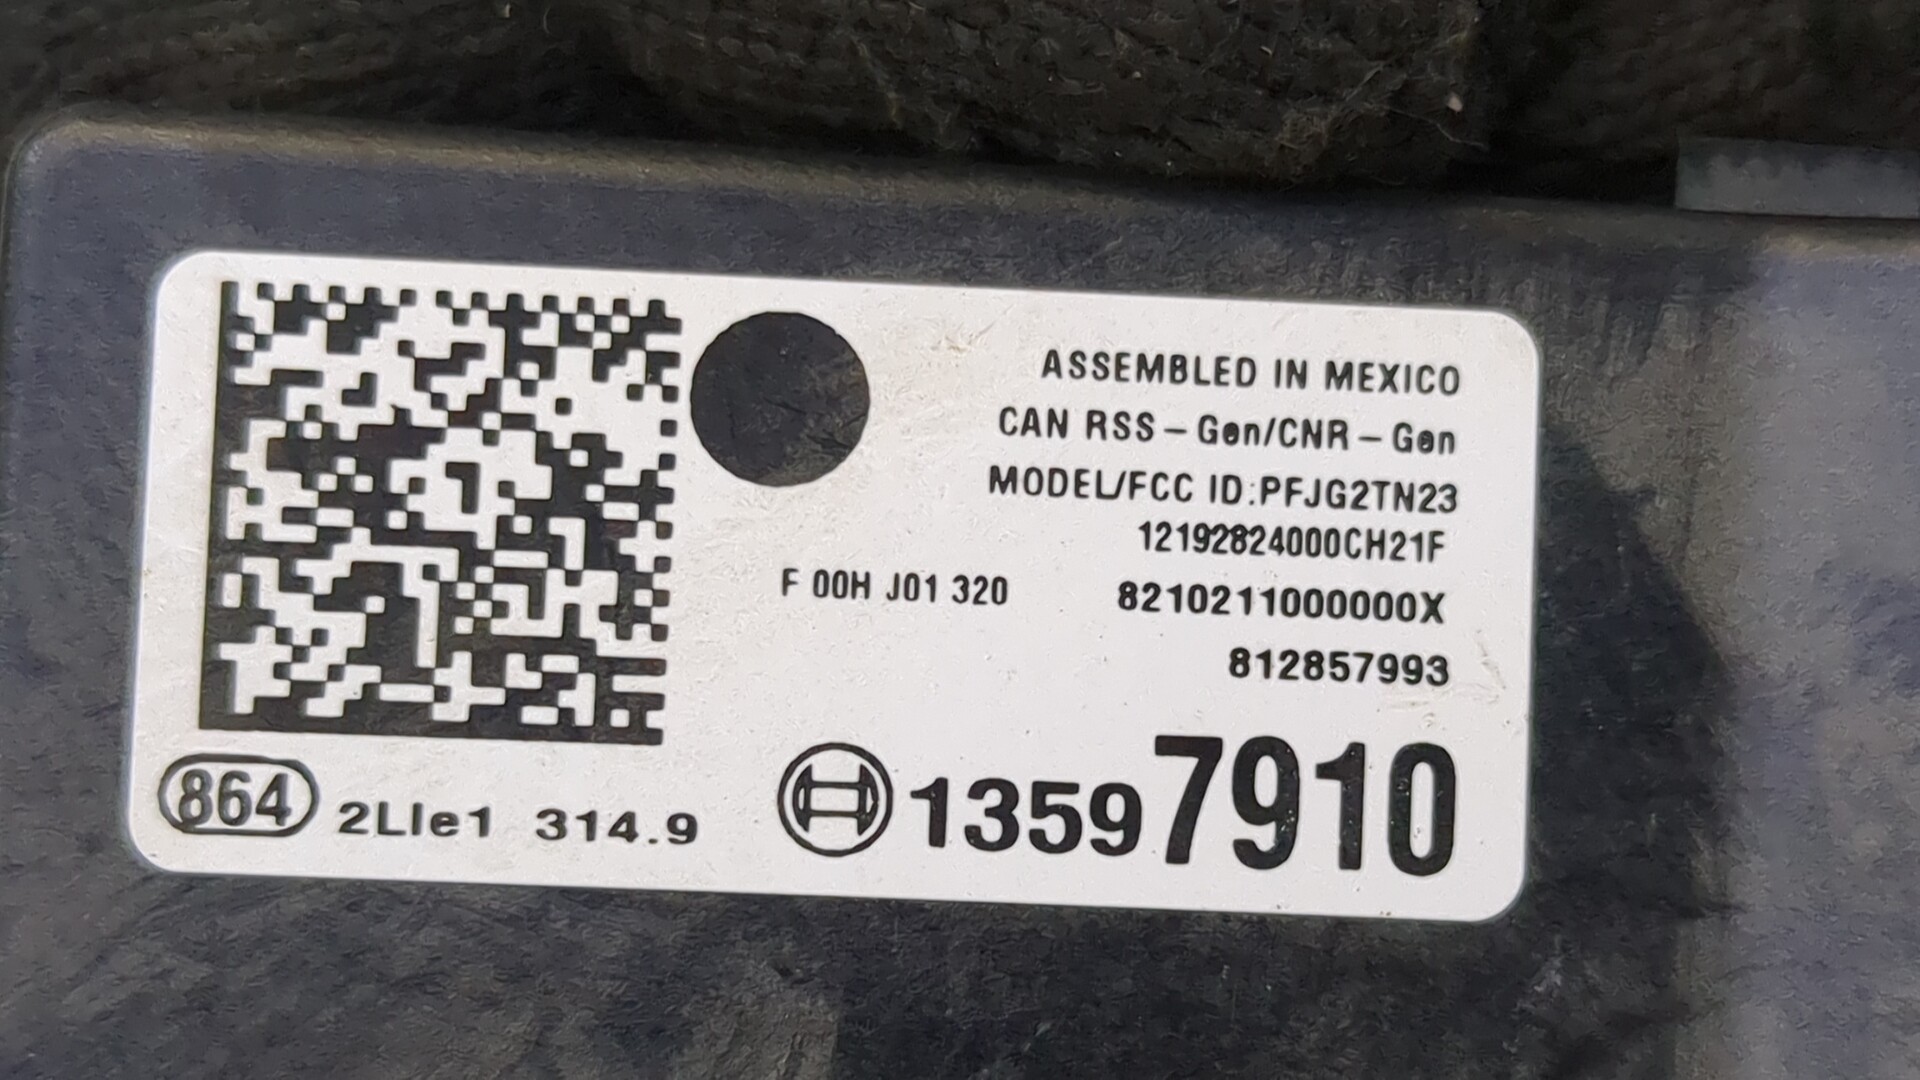 ASSEMBLED IN MEXICO
CAN RSS – Gen/CNR – Gen
MODEL/FCC ID:PFJG2TN23
12192824000CH21F
F 00H J01 320 8210211000000X
812857993
864 2LIe1 314.9 13597910